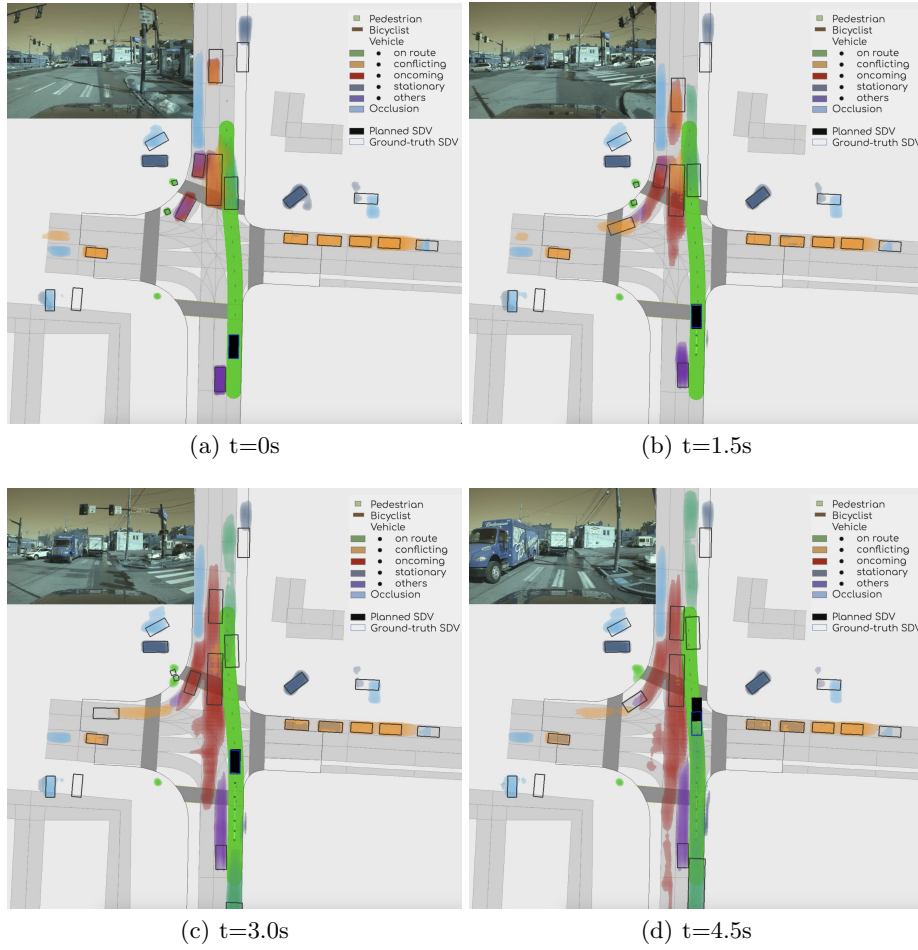 Pedestrian
Bicyclist
Vehicle
• on route
• conflicting
• oncoming
• stationary
• others
Occlusion
Planned SDV
Ground-truth SDV
Pedestrian
Bicyclist
Vehicle
• on route
• conflicting
• oncoming
• stationary
• others
Occlusion
Planned SDV
Ground-truth SDV
(a) t=0s
(b) t=1.5s
Pedestrian
Bicyclist
Vehicle
• on route
• conflicting
• oncoming
• stationary
• others
Occlusion
Planned SDV
Ground-truth SDV
Pedestrian
Bicyclist
Vehicle
• on route
• conflicting
• oncoming
• stationary
• others
Occlusion
Planned SDV
Ground-truth SDV
(c) t=3.0s
(d) t=4.5s